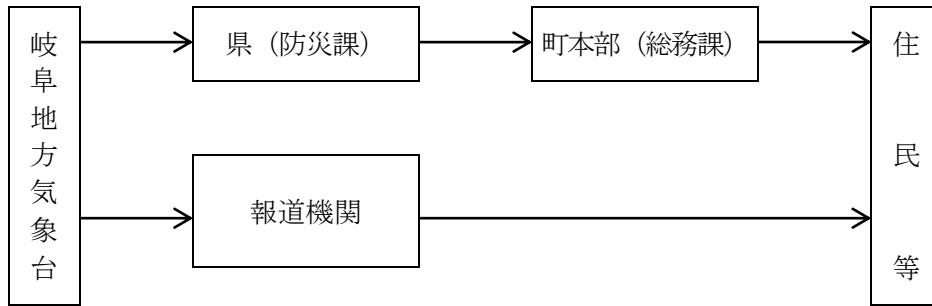 岐阜地方気象台
県（防災課）
町本部（総務課）
報道機関
住民等